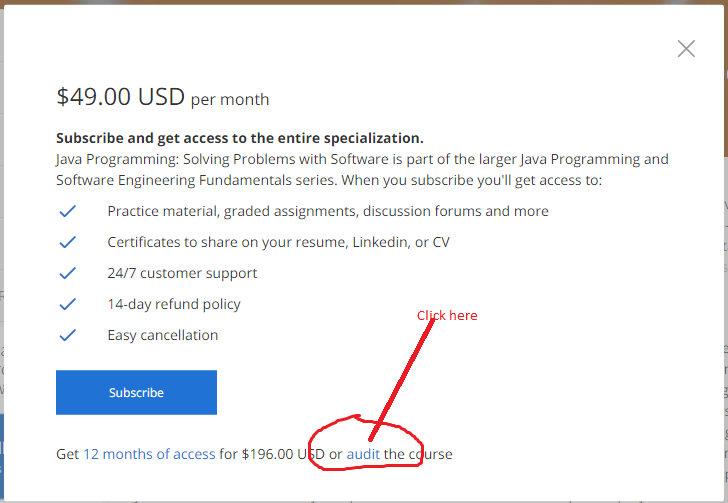 $49.00 USD per month
Subscribe and get access to the entire specialization.
Java Programming: Solving Problems with Software is part of the larger Java Programming and
Software Engineering Fundamentals series. When you subscribe you'll get access to:
Practice material, graded assignments, discussion forums and more
Certificates to share on your resume, Linkedin, or CV
24/7 customer support
14-day refund policy
Click here
Easy cancellation
Subscribe
Get 12 months of access for $196.00 USD or audit the course